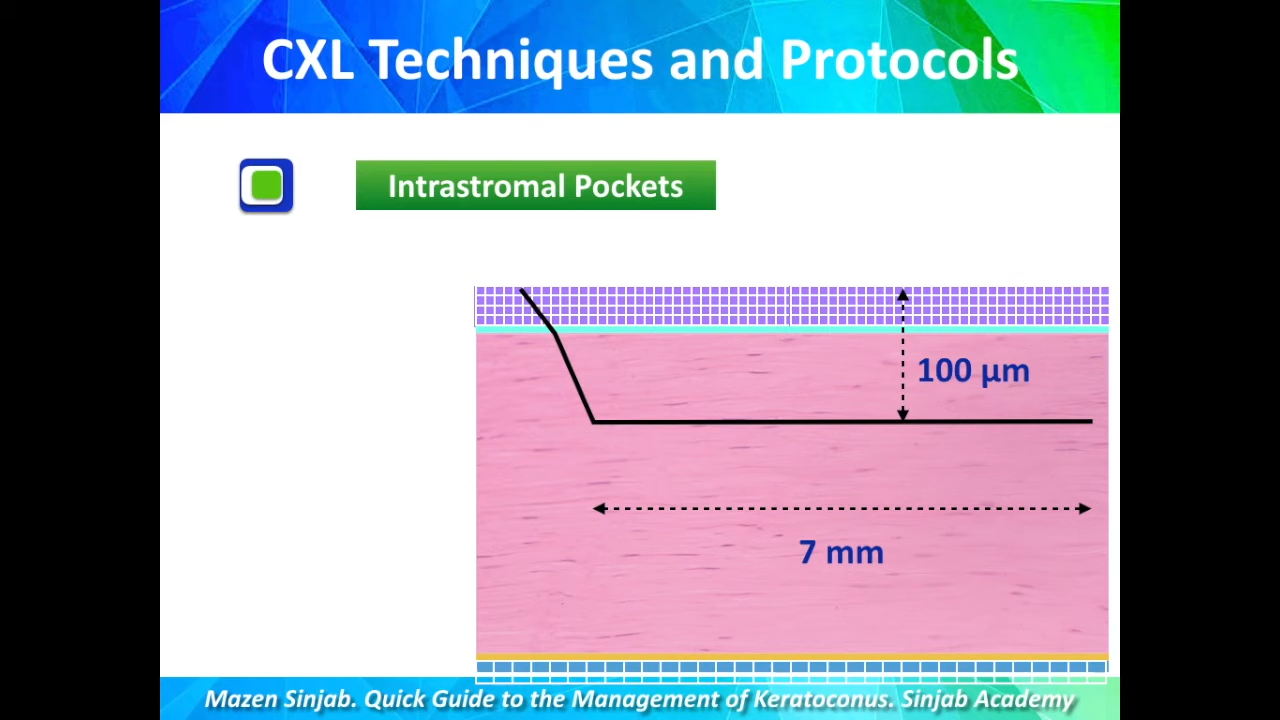 CXL Techniques and Protocols
Intrastromal Pockets
100 µm
7 mm
Mazen Sinjab. Quick Guide to the Management of Keratoconus. Sinjab Academy